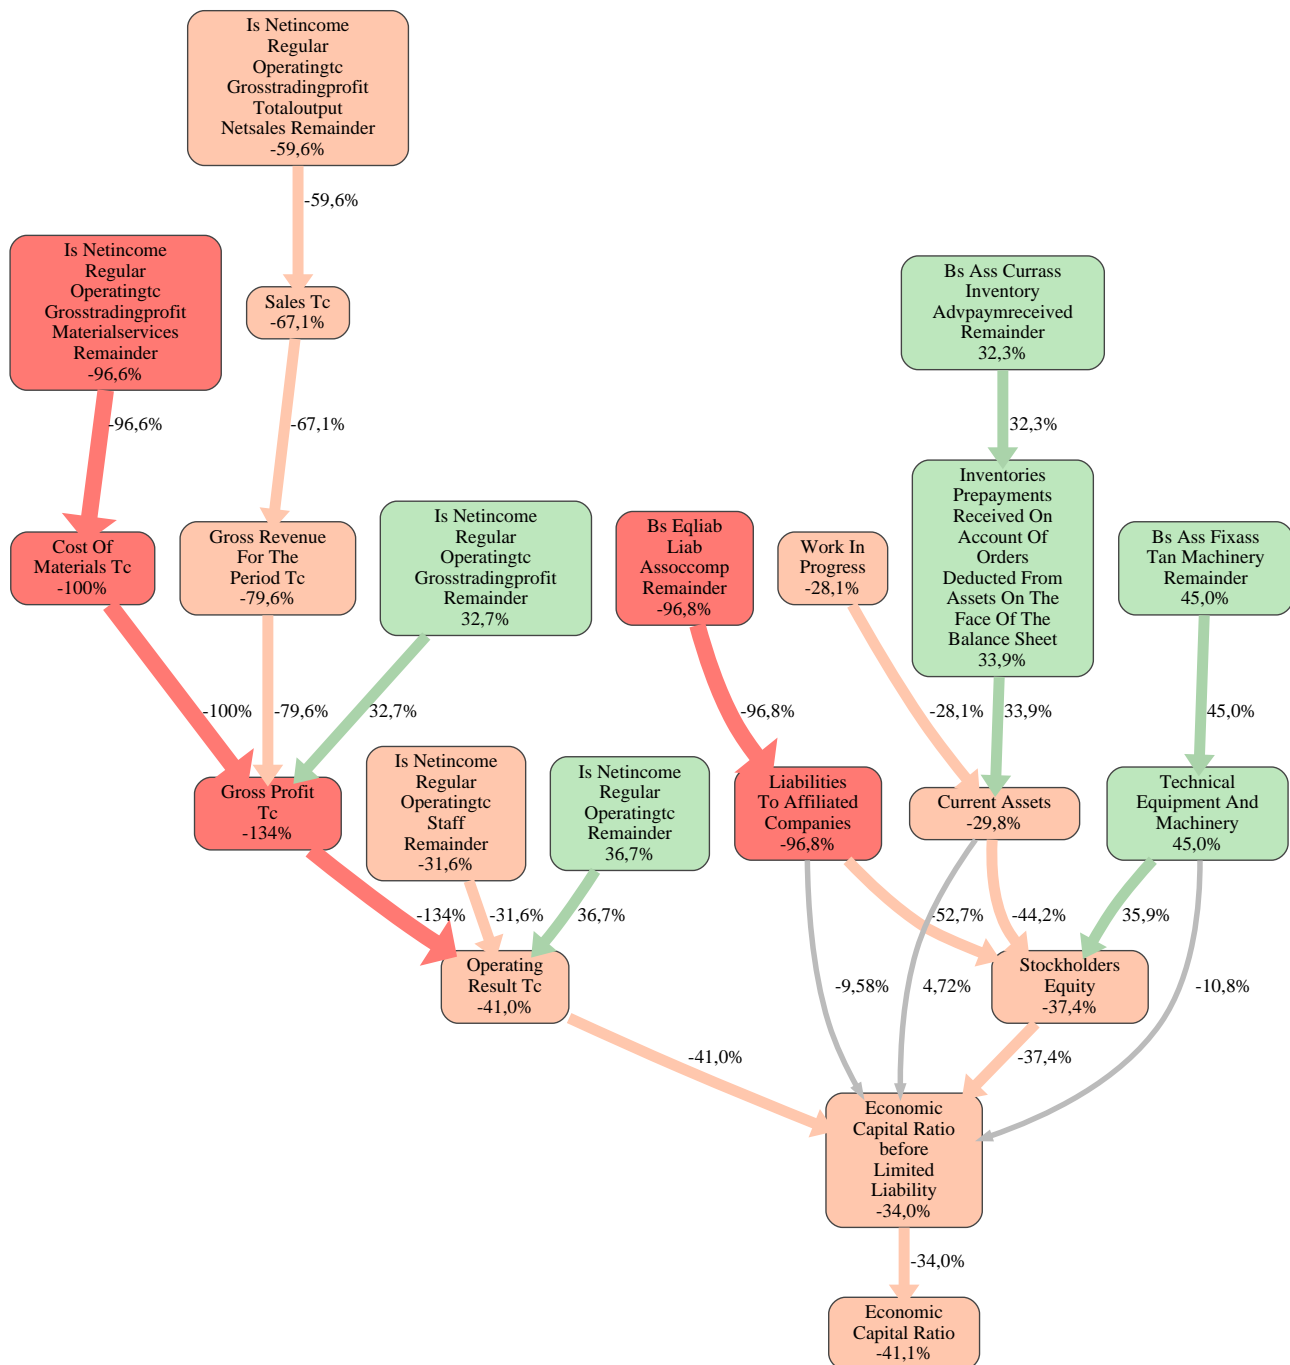 Is Netincome
Regular
Operatingtc
Grosstradingprofit
Totaloutput
Netsales Remainder
-59,6%
-59,6%
Is Netincome
Regular
Operatingtc
Grosstradingprofit
Materialservices
Remainder
-96,6%
Sales Tc
-67,1%
Bs Ass Currass
Inventory
Advpaymreceived
Remainder
32,3%
-96,6%
-67,1%
32,3%
Cost Of
Materials Tc
-100%
Gross Revenue
For The
Period Tc
-79,6%
Is Netincome
Regular
Operatingtc
Grosstradingprofit
Remainder
32,7%
Bs Eqliab
Liab
Assoccomp
Remainder
-96,8%
Work In
Progress
-28,1%
Inventories
Prepayments
Received On
Account Of
Orders
Deducted From
Assets On The
Face Of The
Balance Sheet
33,9%
Bs Ass Fixass
Tan Machinery
Remainder
45,0%
-100%
-79,6%
32,7%
-96,8%
-28,1%
33,9%
45,0%
Gross Profit
Tc
-134%
Is Netincome
Regular
Operatingtc
Staff
Remainder
-31,6%
Is Netincome
Regular
Operatingtc
Remainder
36,7%
Liabilities
To Affiliated
Companies
-96,8%
Current Assets
-29,8%
Technical
Equipment And
Machinery
45,0%
-134%
-31,6%
36,7%
-52,7%
-44,2%
35,9%
Operating
Result Tc
-41,0%
-9,58%
4,72%
Stockholders
Equity
-37,4%
-10,8%
-41,0%
-37,4%
Economic
Capital Ratio
before
Limited
Liability
-34,0%
-34,0%
Economic
Capital Ratio
-41,1%